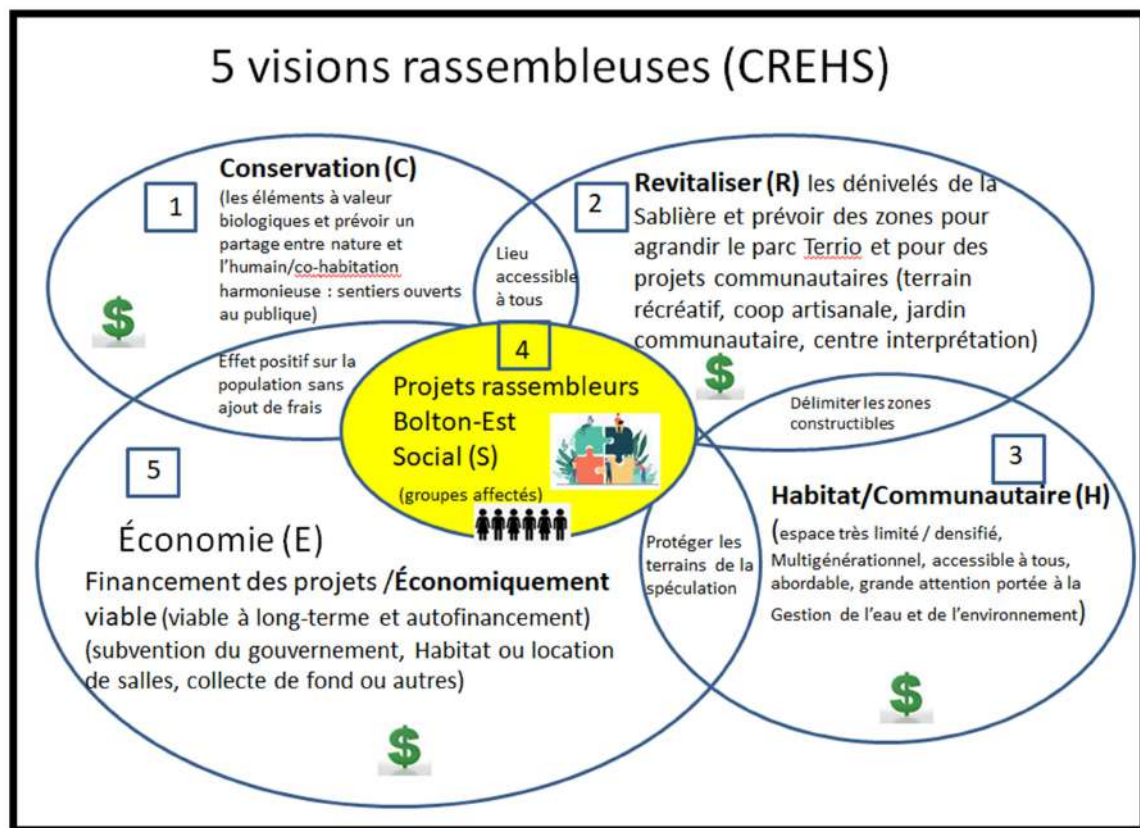 5 visions rassembleuses (CREHS)
1
Conservation (C)
(les éléments à valeur
biologiques et prévoir un
partage entre nature et
l'humain/co-habitation
harmonieuse : sentiers ouverts
au publique)
$
Lieu
accessible
à tous
2
Revitaliser (R) les dénivelés de la
Sablière et prévoir des zones pour
agrandir le parc Terrio et pour des
projets communautaires (terrain
récréatif, coop artisanale, jardin
communautaire, centre interprétation)
$
Effet positif sur la
population sans
ajout de frais
4
Projets rassembleurs
Bolton-Est
Social (S)
(groupes affectés)
Délimiter les zones
constructibles
3
Habitat/Communautaire (H)
(espace très limité / densifié,
Multigénérationnel, accessible à tous,
abordable, grande attention portée à la
Gestion de l'eau et de l'environnement)
$
Protéger les
terrains de la
spéculation
5
Économie (E)
Financement des projets /Économiquement
viable (viable à long-terme et autofinancement)
(subvention du gouvernement, Habitat ou location
de salles, collecte de fond ou autres)
$